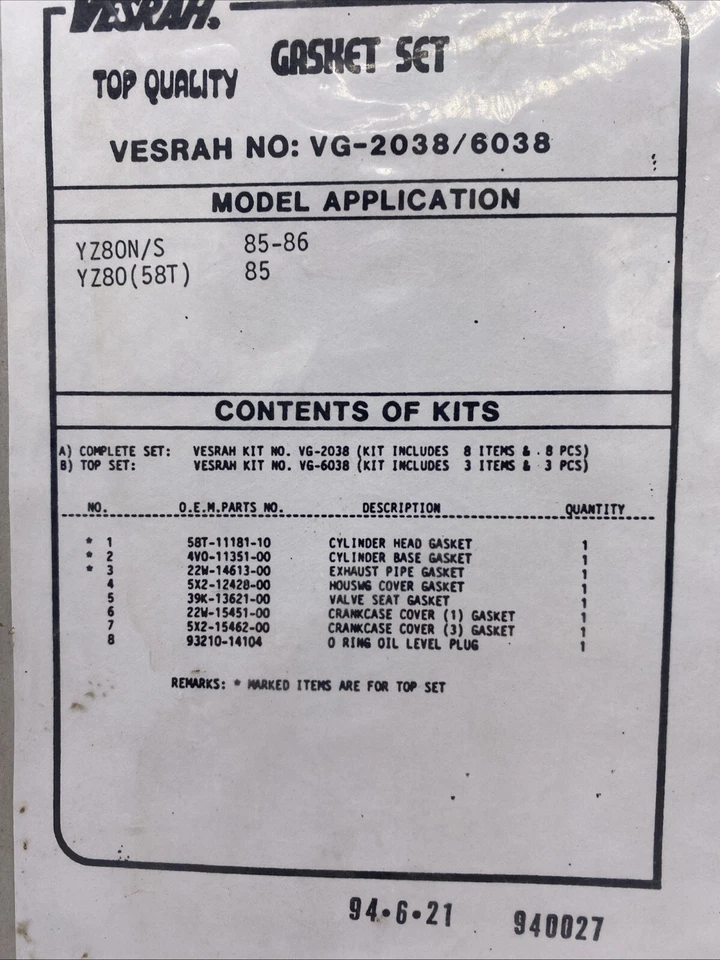 VESRAH.
GASKET SET
TOP QUALITY
VESRAH NO: VG-2038/6038
MODEL APPLICATION
YZ80N/S 85-86
YZ80(58T) 85
CONTENTS OF KITS
A) COMPLETE SET: VESRAH KIT NO. VG-2038 (KIT INCLUDES 8 ITEMS & 8 PCS)
B) TOP SET: VESRAH KIT NO. VG-6038 (KIT INCLUDES 3 ITEMS & 3 PCS)
NO. O.E.M.PARTS NO. DESCRIPTION QUANTITY
* 1 58T-11181-10 CYLINDER HEAD GASKET 1
* 2 4V0-11351-00 CYLINDER BASE GASKET 1
* 3 22W-14613-00 EXHAUST PIPE GASKET 1
4 5X2-12428-00 HOUSWG COVER GASKET 1
5 39K-13621-00 VALVE SEAT GASKET 1
6 22W-15451-00 CRANKCASE COVER (1) GASKET 1
7 5X2-15462-00 CRANKCASE COVER (3) GASKET 1
8 93210-14104 O RING OIL LEVEL PLUG 1
REMARKS: * MARKED ITEMS ARE FOR TOP SET
94•6•21 940027